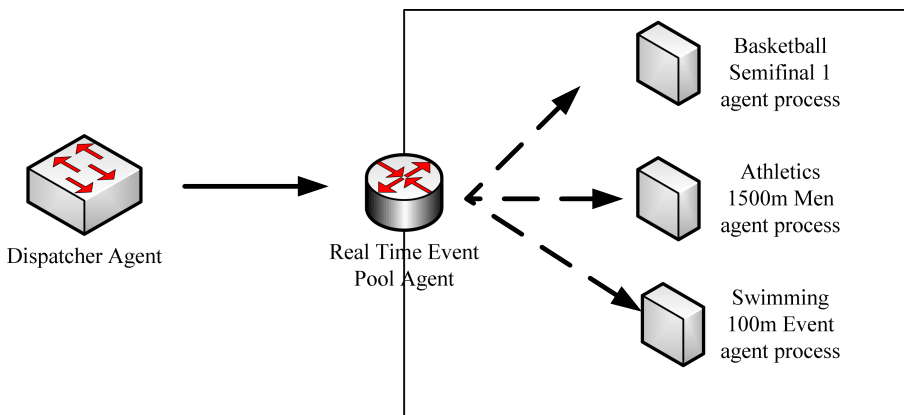 Dispatcher Agent
Real Time Event
Pool Agent
Basketball
Semifinal 1
agent process
Athletics
1500m Men
agent process
Swimming
100m Event
agent process